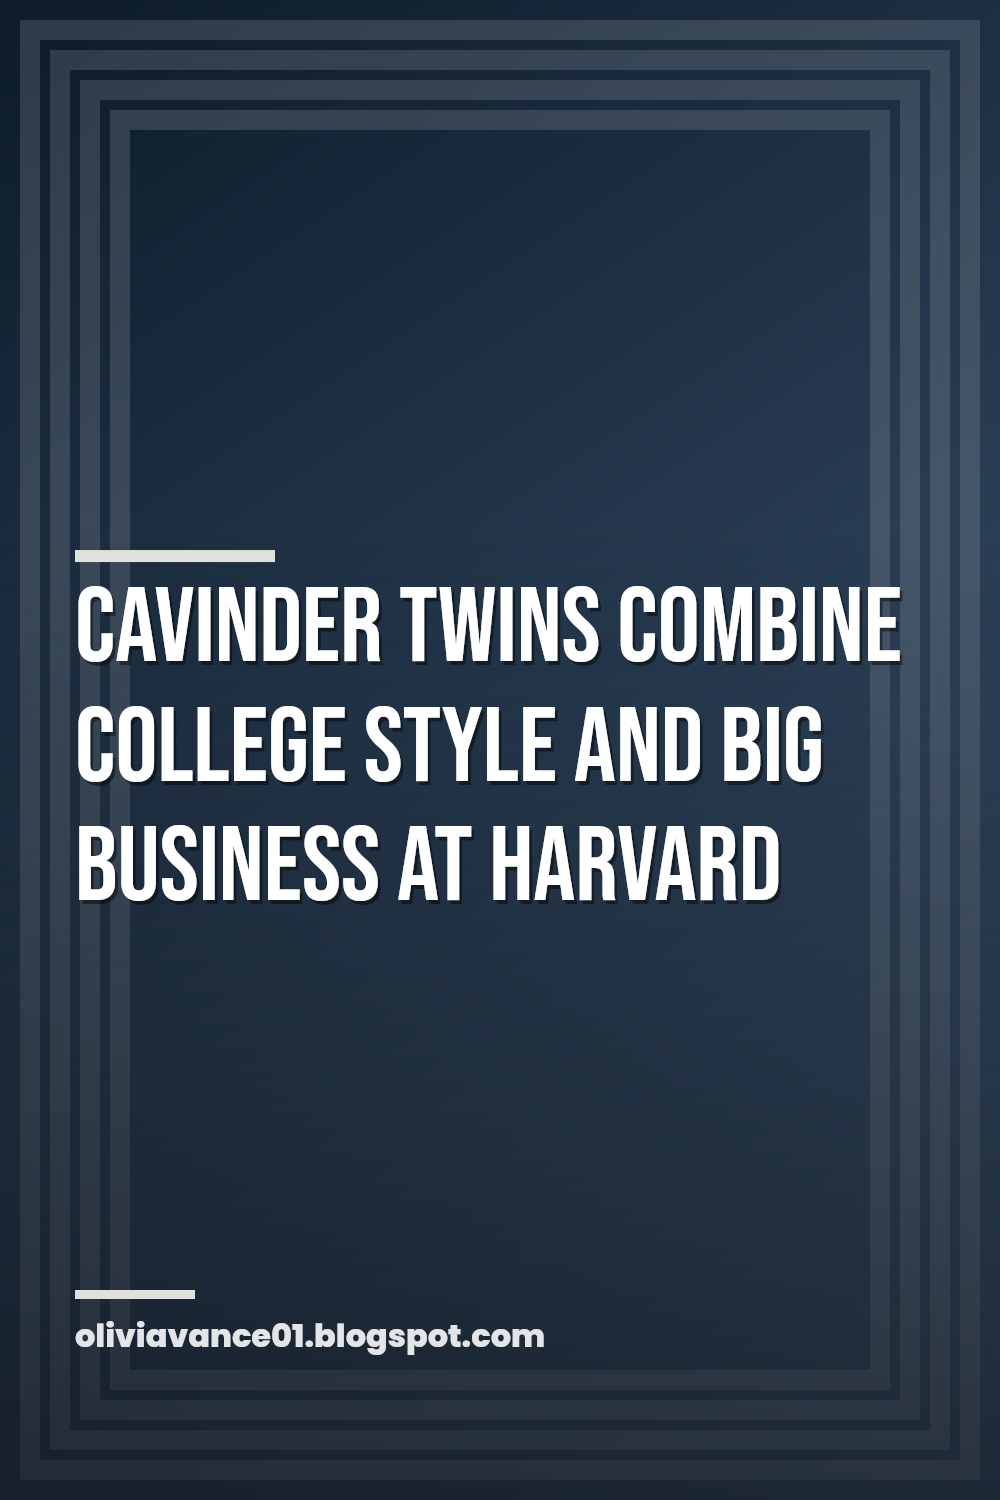 CAVINDER TWINS COMBINE
COLLEGE STYLE AND BIG
BUSINESS AT HARVARD
oliviavance01.blogspot.com